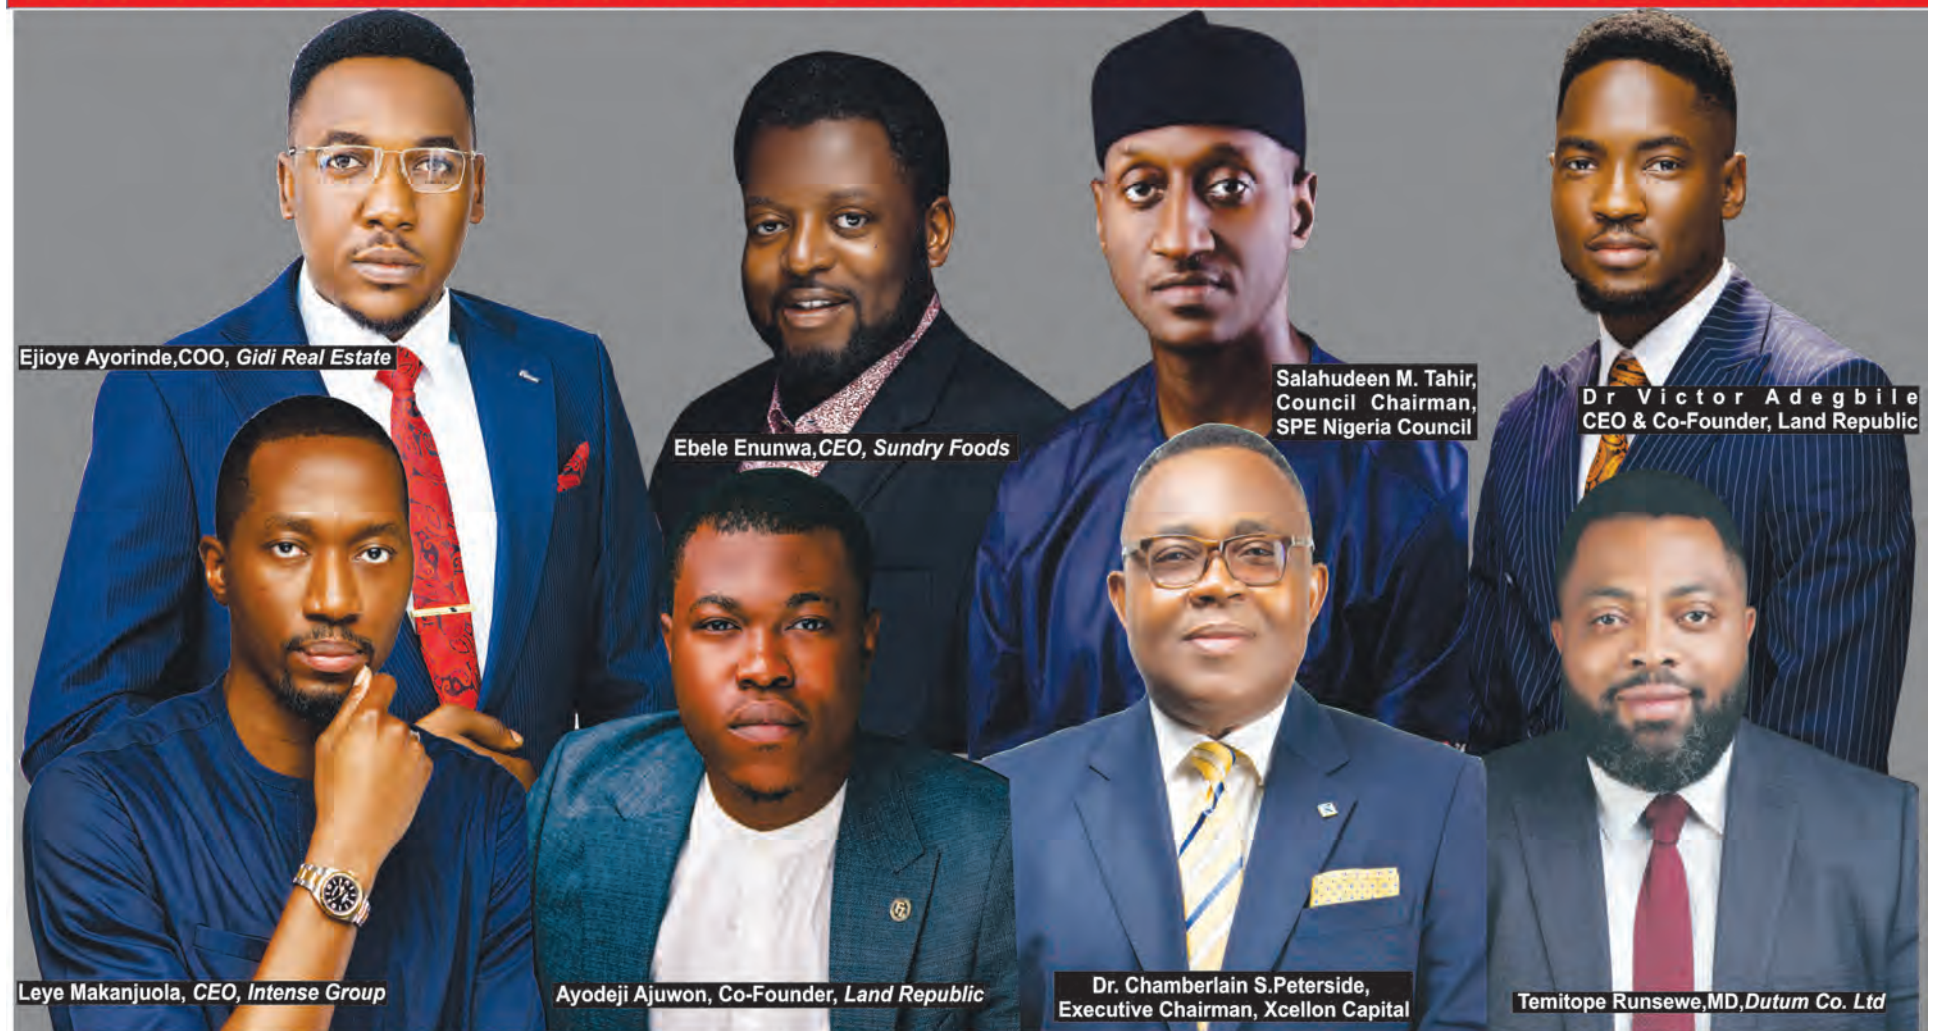 Ejioye Ayorinde,COO, Gidi Real Estate
Ebele Enunwa,CEO, Sundry Foods
Salahudeen M. Tahir,
Council Chairman,
SPE Nigeria Council
Dr Victor Adegbile
CEO & Co-Founder, Land Republic
Leye Makanjuola, CEO, Intense Group
Ayodeji Ajuwon, Co-Founder, Land Republic
Dr. Chamberlain S.Peterside,
Executive Chairman, Xcellon Capital
Temitope Runsewe,MD,Dutum Co. Ltd